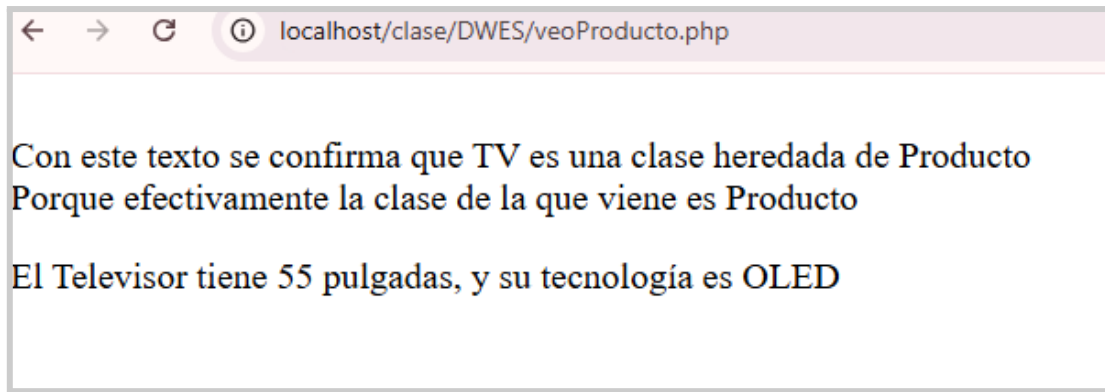 localhost/clase/DWES/veoProducto.php
Con este texto se confirma que TV es una clase heredada de Producto
Porque efectivamente la clase de la que viene es Producto
El Televisor tiene 55 pulgadas, y su tecnología es OLED